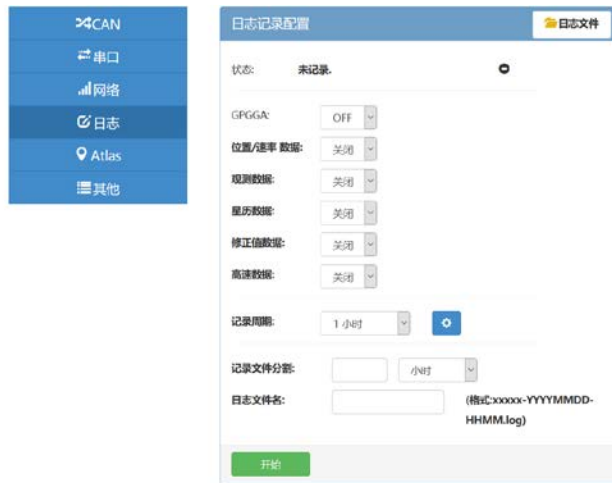 CAN
串口
网络
日志
Atlas
其他
日志记录配置
日志文件
状态: 未记录.
GPGGA: OFF
位置/速率 数据: 关闭
观测数据: 关闭
星历数据: 关闭
修正值数据: 关闭
高速数据: 关闭
记录周期: 1 小时
记录文件分割: 小时
日志文件名: (格式:xxxxx-YYYYMMDD-
HHMM.log)
开始